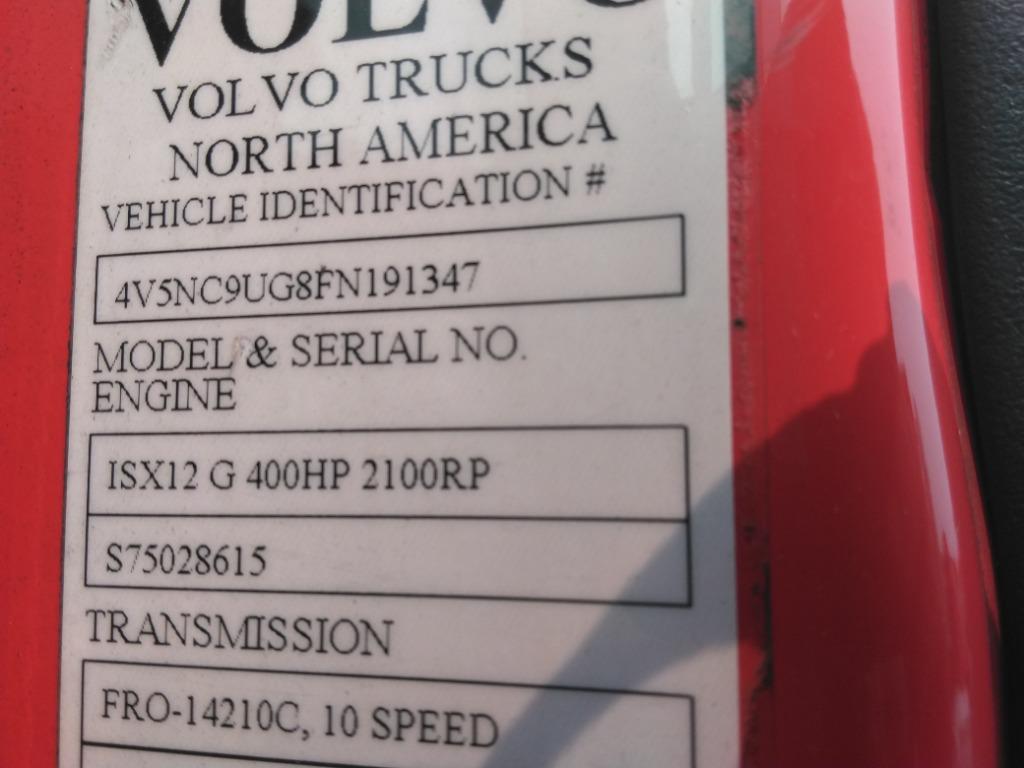 VOLVO
VOLVO TRUCKS
NORTH AMERICA
VEHICLE IDENTIFICATION #
4V5NC9UG8FN191347
MODEL & SERIAL NO.
ENGINE
ISX12 G 400HP 2100RP
S75028615
TRANSMISSION
FRO-14210C, 10 SPEED